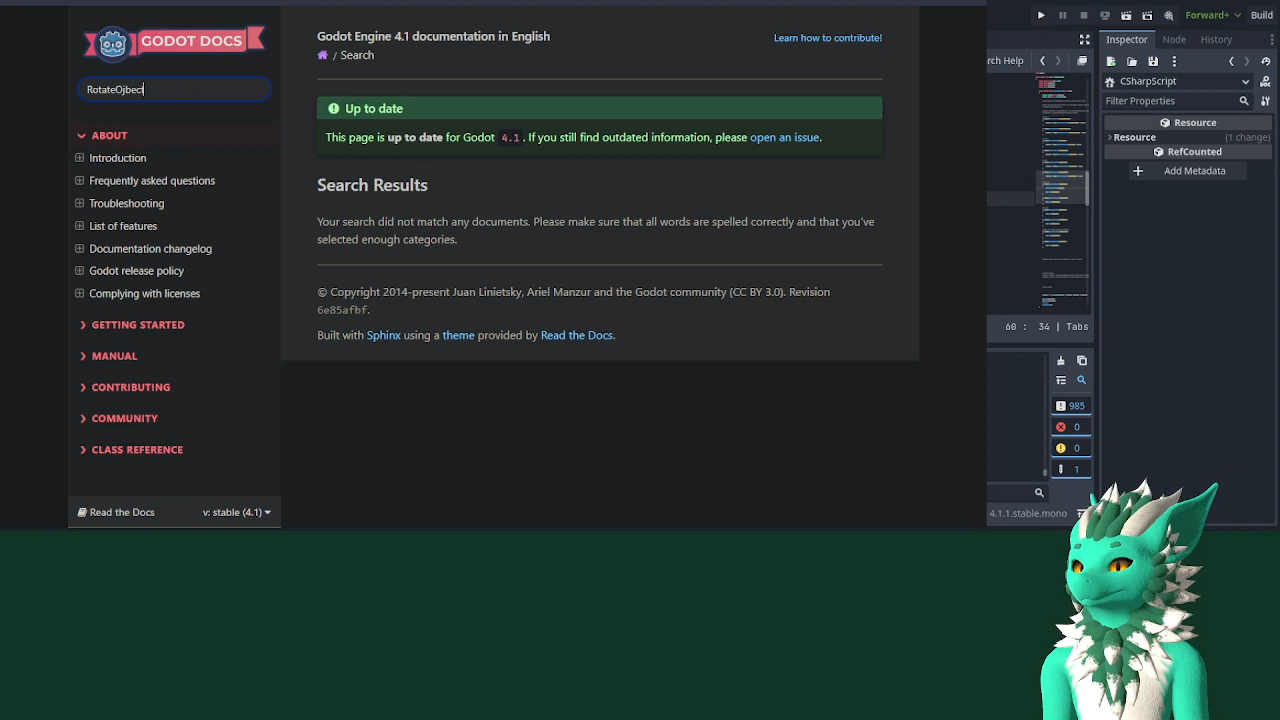 GODOT DOCS
RotateOjbec
ABOUT
Introduction
Frequently asked questions
Troubleshooting
List of features
Documentation changelog
Godot release policy
Complying with licenses
GETTING STARTED
MANUAL
CONTRIBUTING
COMMUNITY
CLASS REFERENCE
Read the Docs
v: stable (4.1)
Godot Engine 4.1 documentation in English
Learn how to contribute!
/ Search
Up to date
This page is up to date for Godot 4.1. If you still find outdated information, please open an issue.
Search Results
Your search did not match any documents. Please make sure that all words are spelled correctly and that you've
selected enough categories.
© Copyright 2014-present Juan Linietsky, Ariel Manzur and the Godot community (CC BY 3.0). Revision
Built with Sphinx using a theme provided by Read the Docs.
Forward+
Build
rch Help
60 : 34 | Tabs
985
0
0
1
4.1.1.stable.mono
Inspector
Node
History
CSharpScript
Filter Properties
Resource
Resource
(1 change)
RefCounted
Add Metadata